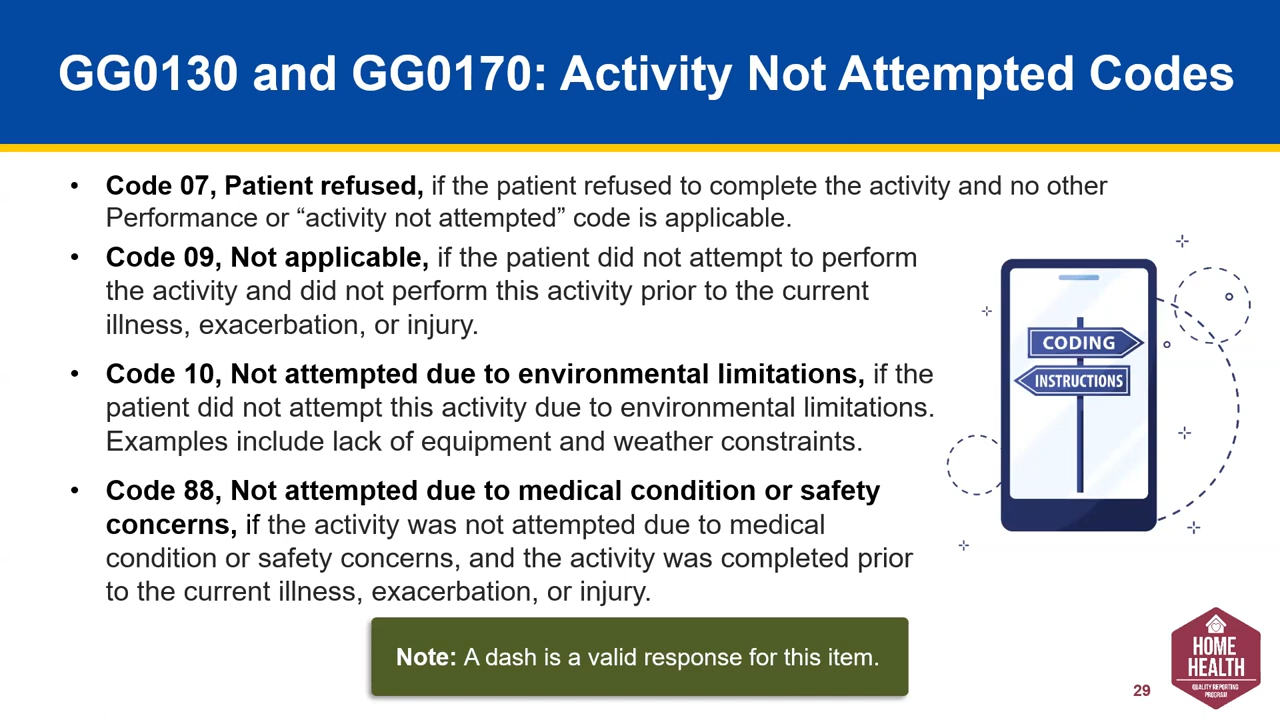 GG0130 and GG0170: Activity Not Attempted Codes
• Code 07, Patient refused, if the patient refused to complete the activity and no other
Performance or “activity not attempted” code is applicable.
• Code 09, Not applicable, if the patient did not attempt to perform
the activity and did not perform this activity prior to the current
illness, exacerbation, or injury.
• Code 10, Not attempted due to environmental limitations, if the
patient did not attempt this activity due to environmental limitations.
Examples include lack of equipment and weather constraints.
• Code 88, Not attempted due to medical condition or safety
concerns, if the activity was not attempted due to medical
condition or safety concerns, and the activity was completed prior
to the current illness, exacerbation, or injury.
CODING
INSTRUCTIONS
Note: A dash is a valid response for this item.
29
HOME
HEALTH
QUALITY REPORTING
PROGRAM